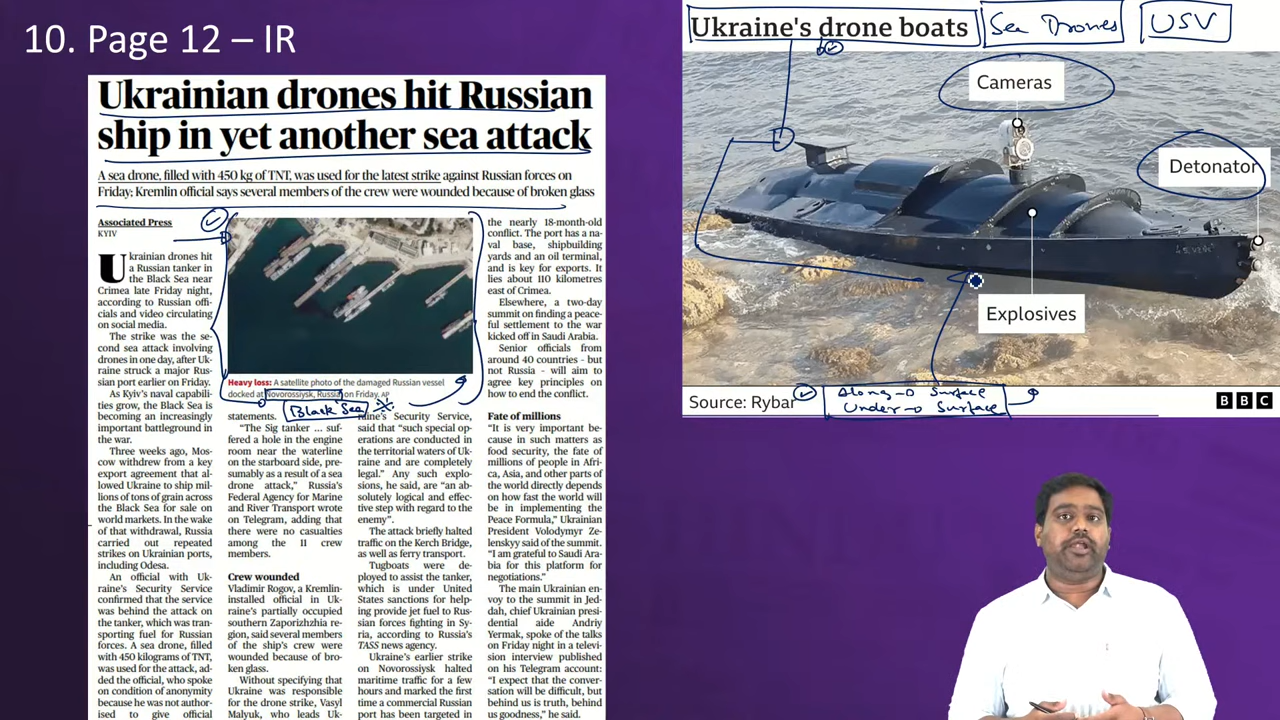 10. Page 12 – IR
Ukrainian drones hit Russian
ship in yet another sea attack
A sea drone, filled with 450 kg of TNT, was used for the latest strike against Russian forces on
Friday; Kremlin official says several members of the crew were wounded because of broken glass
Associated Press
KYIV
Ukrainian drones hit
a Russian tanker in
the Black Sea near
Crimea late Friday night,
according to Russian offi-
cials and video circulating
on social media.
The strike was the se-
cond sea attack involving
drones in one day, after Uk-
raine struck a major Rus-
sian port earlier on Friday.
As Kyiv's naval capabili-
ties grow, the Black Sea is
becoming an increasingly
important battleground in
the war.
Three weeks ago, Mos-
cow withdrew from a key
export agreement that al-
lowed Ukraine to ship mil-
lions of tons of grain across
the Black Sea for sale on
world markets. In the wake
of that withdrawal, Russia
carried out repeated
strikes on Ukrainian ports,
including Odesa.
An official with Uk-
raine's Security Service
confirmed that the service
was behind the attack on
the tanker, which was tran-
sporting fuel for Russian
forces. A sea drone, filled
with 450 kilograms of TNT,
was used for the attack, ad-
ded the official, who spoke
on condition of anonymity
because he was not author-
ised to give official
Heavy loss: A satellite photo of the damaged Russian vessel
docked at Novorossiysk, Russia on Friday. AP
Black Sea
statements.
"The Sig tanker ... suf-
fered a hole in the engine
room near the waterline
on the starboard side, pre-
sumably as a result of a sea
drone attack," Russia's
Federal Agency for Marine
and River Transport wrote
on Telegram, adding that
there were no casualties
among the 11 crew
members.
Crew wounded
Vladimir Rogov, a Kremlin-
installed official in Uk-
raine's partially occupied
southern Zaporizhzhia re-
gion, said several members
of the ship's crew were
wounded because of bro-
ken glass.
Without specifying that
Ukraine was responsible
for the drone strike, Vasyl
Malyuk, who leads Uk-
raine's Security Service,
said that "such special op-
erations are conducted in
the territorial waters of Uk-
raine and are completely
legal." Any such explo-
sions, he said, are "an ab-
solutely logical and effec-
tive step with regard to the
enemy".
The attack briefly halted
traffic on the Kerch Bridge,
as well as ferry transport.
Tugboats were de-
ployed to assist the tanker,
which is under United
States sanctions for help-
ing provide jet fuel to Rus-
sian forces fighting in Sy-
ria, according to Russia's
TASS news agency.
Ukraine's earlier strike
on Novorossiysk halted
maritime traffic for a few
hours and marked the first
time a commercial Russian
port has been targeted in
the nearly 18-month-old
conflict. The port has a na-
val base, shipbuilding
yards and an oil terminal,
and is key for exports. It
lies about 110 kilometres
east of Crimea.
Elsewhere, a two-day
summit on finding a peace-
ful settlement to the war
kicked off in Saudi Arabia.
Senior officials from
around 40 countries - but
not Russia - will aim to
agree key principles on
how to end the conflict.
Fate of millions
"It is very important be-
cause in such matters as
food security, the fate of
millions of people in Afri-
ca, Asia, and other parts of
the world directly depends
on how fast the world will
be in implementing the
Peace Formula," Ukrainian
President Volodymyr Ze-
lenskyy said of the summit.
"I am grateful to Saudi Ara-
bia for this platform for
negotiations."
The main Ukrainian en-
voy to the summit in Jed-
dah, chief Ukrainian presi-
dential aide Andriy
Yermak, spoke of the talks
on Friday night in a televi-
sion interview published
on his Telegram account:
"I expect that the conver-
sation will be difficult, but
behind us is truth, behind
us goodness," he said.
Ukraine's drone boats
Sea Drones
USV
Cameras
Detonator
Explosives
Source: Rybar
Along → Surface
Under → Surface
BBC